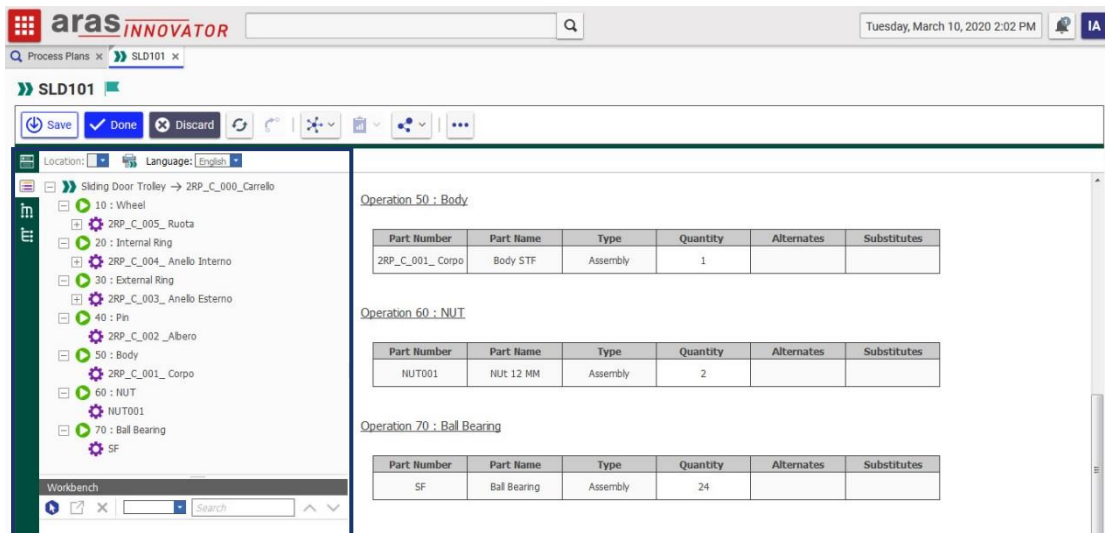 aras INNOVATOR
Tuesday, March 10, 2020 2:02 PM
IA
Process Plans × SLD101 ×
SLD101
Save Done Discard
Location: Language: English
Sliding Door Trolley → 2RP_C_000_Carrello
10 : Wheel
2RP_C_005_ Ruota
20 : Internal Ring
2RP_C_004_ Anello Interno
30 : External Ring
2RP_C_003_ Anello Esterno
40 : Pin
2RP_C_002 _Albero
50 : Body
2RP_C_001_ Corpo
60 : NUT
NUT001
70 : Ball Bearing
SF
Workbench
Search
Operation 50 : Body
Part Number Part Name Type Quantity Alternates Substitutes
2RP_C_001_ Corpo Body STF Assembly 1
Operation 60 : NUT
Part Number Part Name Type Quantity Alternates Substitutes
NUT001 NUt 12 MM Assembly 2
Operation 70 : Ball Bearing
Part Number Part Name Type Quantity Alternates Substitutes
SF Ball Bearing Assembly 24